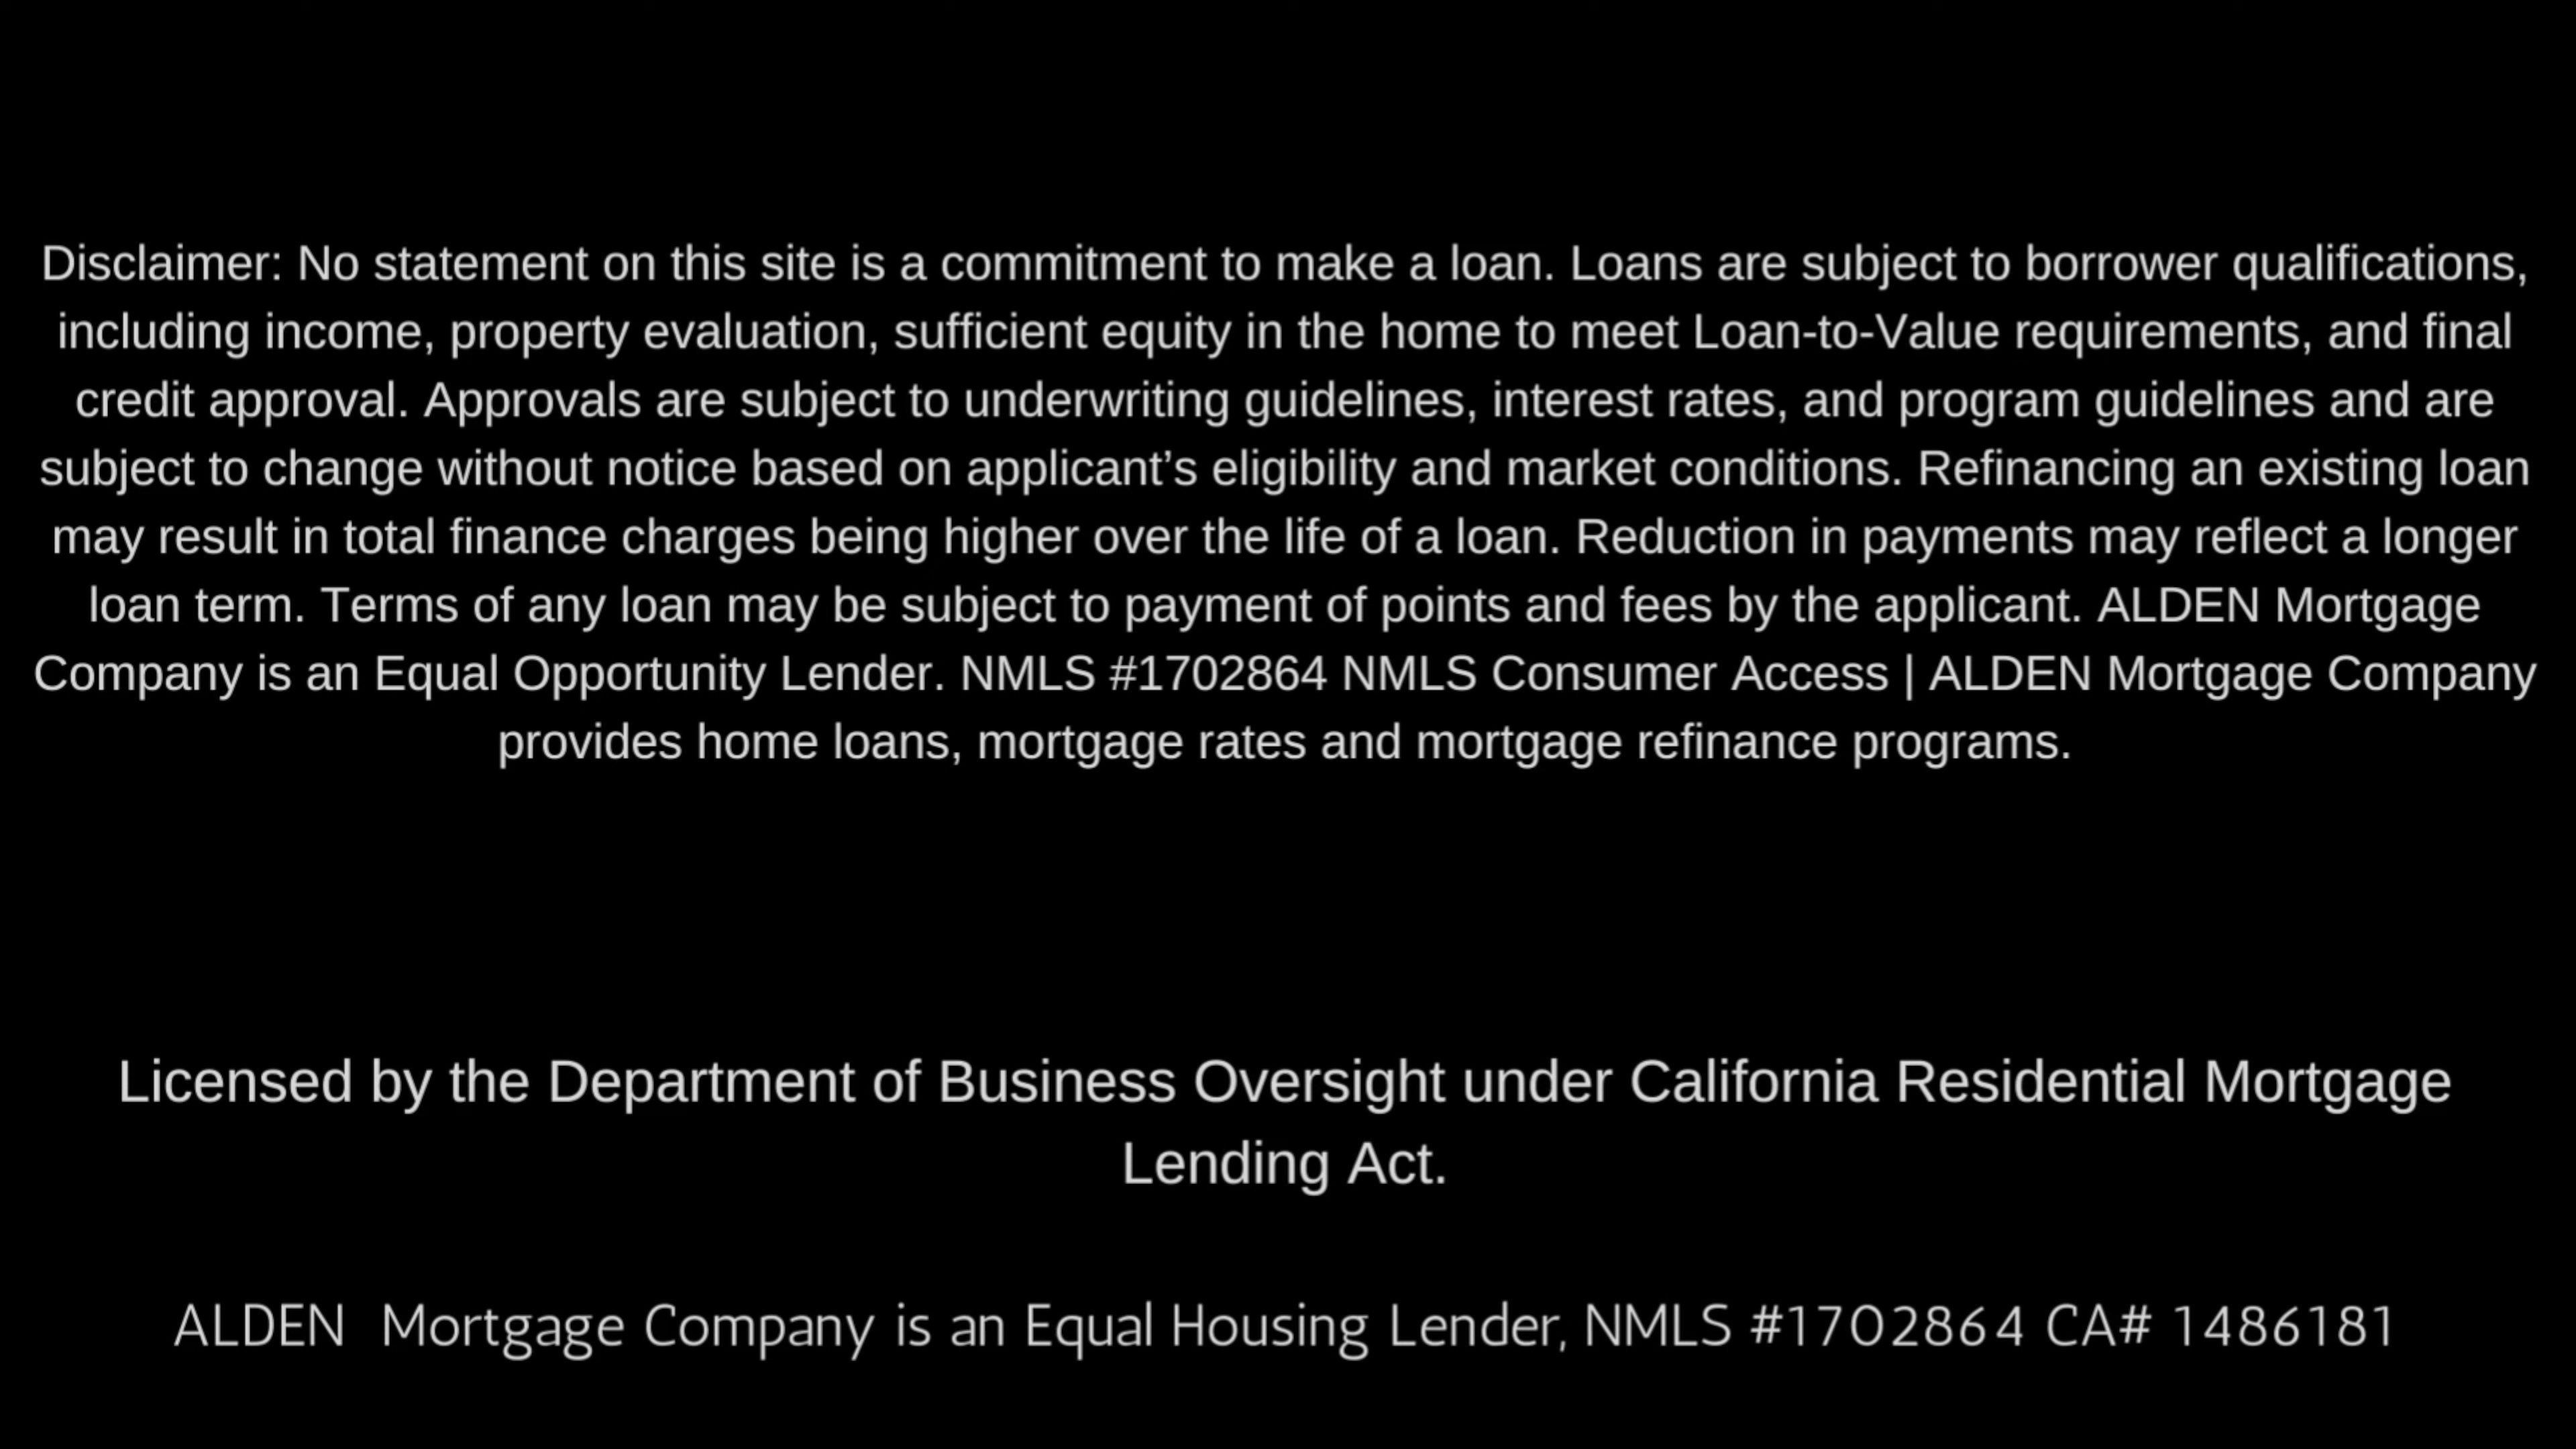 Disclaimer: No statement on this site is a commitment to make a loan. Loans are subject to borrower qualifications,
including income, property evaluation, sufficient equity in the home to meet Loan-to-Value requirements, and final
credit approval. Approvals are subject to underwriting guidelines, interest rates, and program guidelines and are
subject to change without notice based on applicant’s eligibility and market conditions. Refinancing an existing loan
may result in total finance charges being higher over the life of a loan. Reduction in payments may reflect a longer
loan term. Terms of any loan may be subject to payment of points and fees by the applicant. ALDEN Mortgage
Company is an Equal Opportunity Lender. NMLS #1702864 NMLS Consumer Access | ALDEN Mortgage Company
provides home loans, mortgage rates and mortgage refinance programs.
Licensed by the Department of Business Oversight under California Residential Mortgage
Lending Act.
ALDEN Mortgage Company is an Equal Housing Lender, NMLS #1702864 CA# 1486181